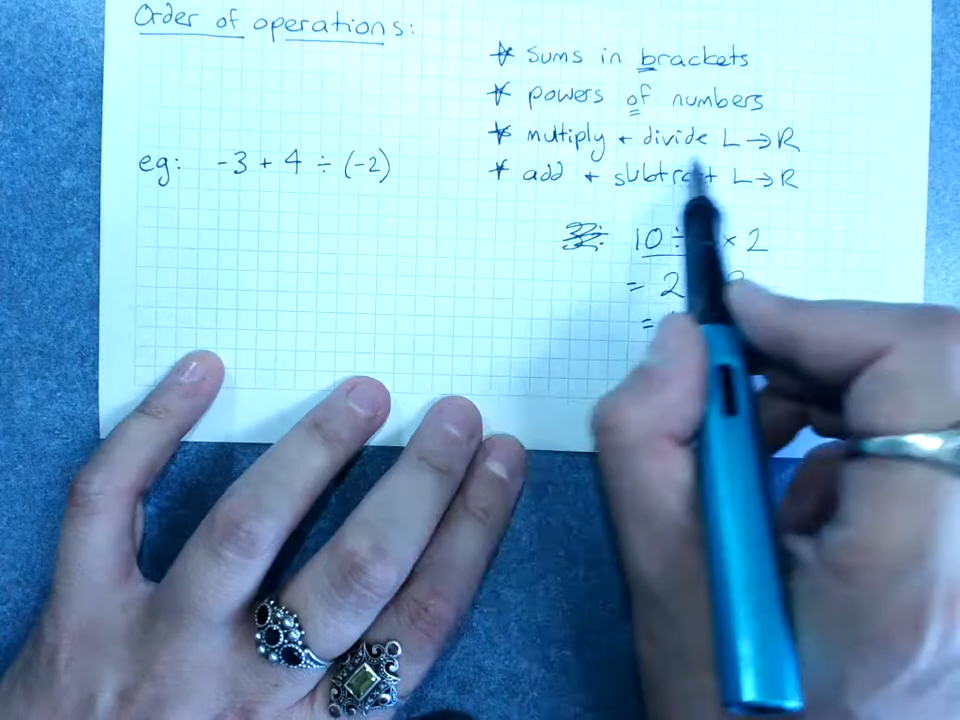 Order of operations:
* sums in brackets
* powers of numbers
* multiply + divide L → R
* add + subtract L → R
eg: -3 + 4 ÷ (-2)
10 ÷ × 2
= 2
=